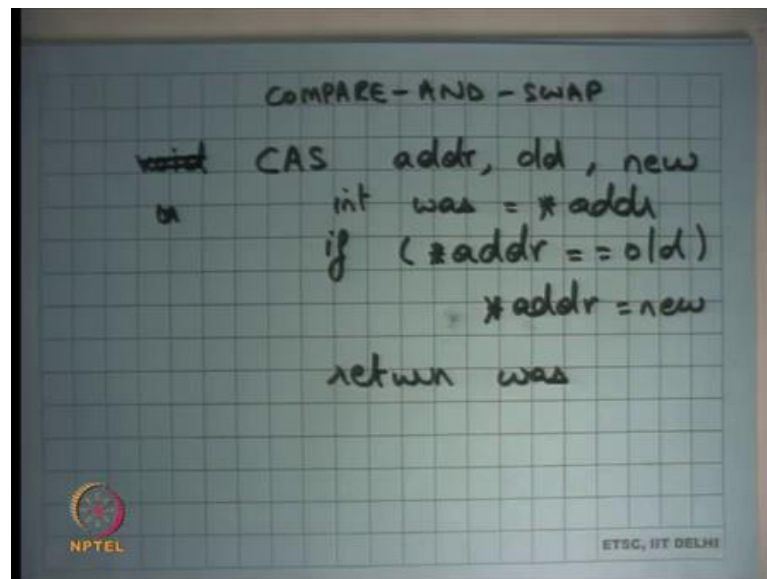 COMPARE-AND-SWAP
void CAS addr, old, new
int was = *addr
if (*addr == old)
*addr = new
return was
NPTEL
ETSC, IIT DELHI